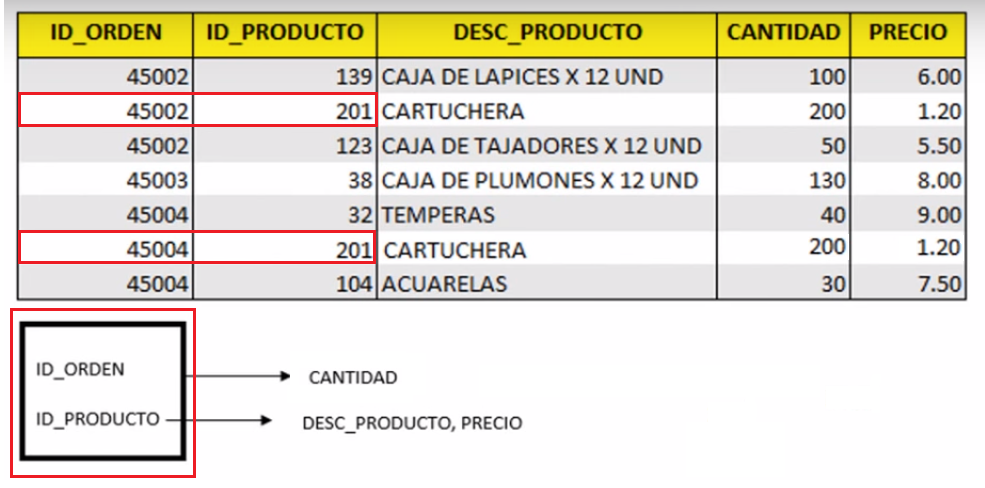 ID_ORDEN ID_PRODUCTO DESC_PRODUCTO CANTIDAD PRECIO
45002 139 CAJA DE LAPICES X 12 UND 100 6.00
45002 201 CARTUCHERA 200 1.20
45002 123 CAJA DE TAJADORES X 12 UND 50 5.50
45003 38 CAJA DE PLUMONES X 12 UND 130 8.00
45004 32 TEMPERAS 40 9.00
45004 201 CARTUCHERA 200 1.20
45004 104 ACUARELAS 30 7.50
ID_ORDEN CANTIDAD
ID_PRODUCTO DESC_PRODUCTO, PRECIO